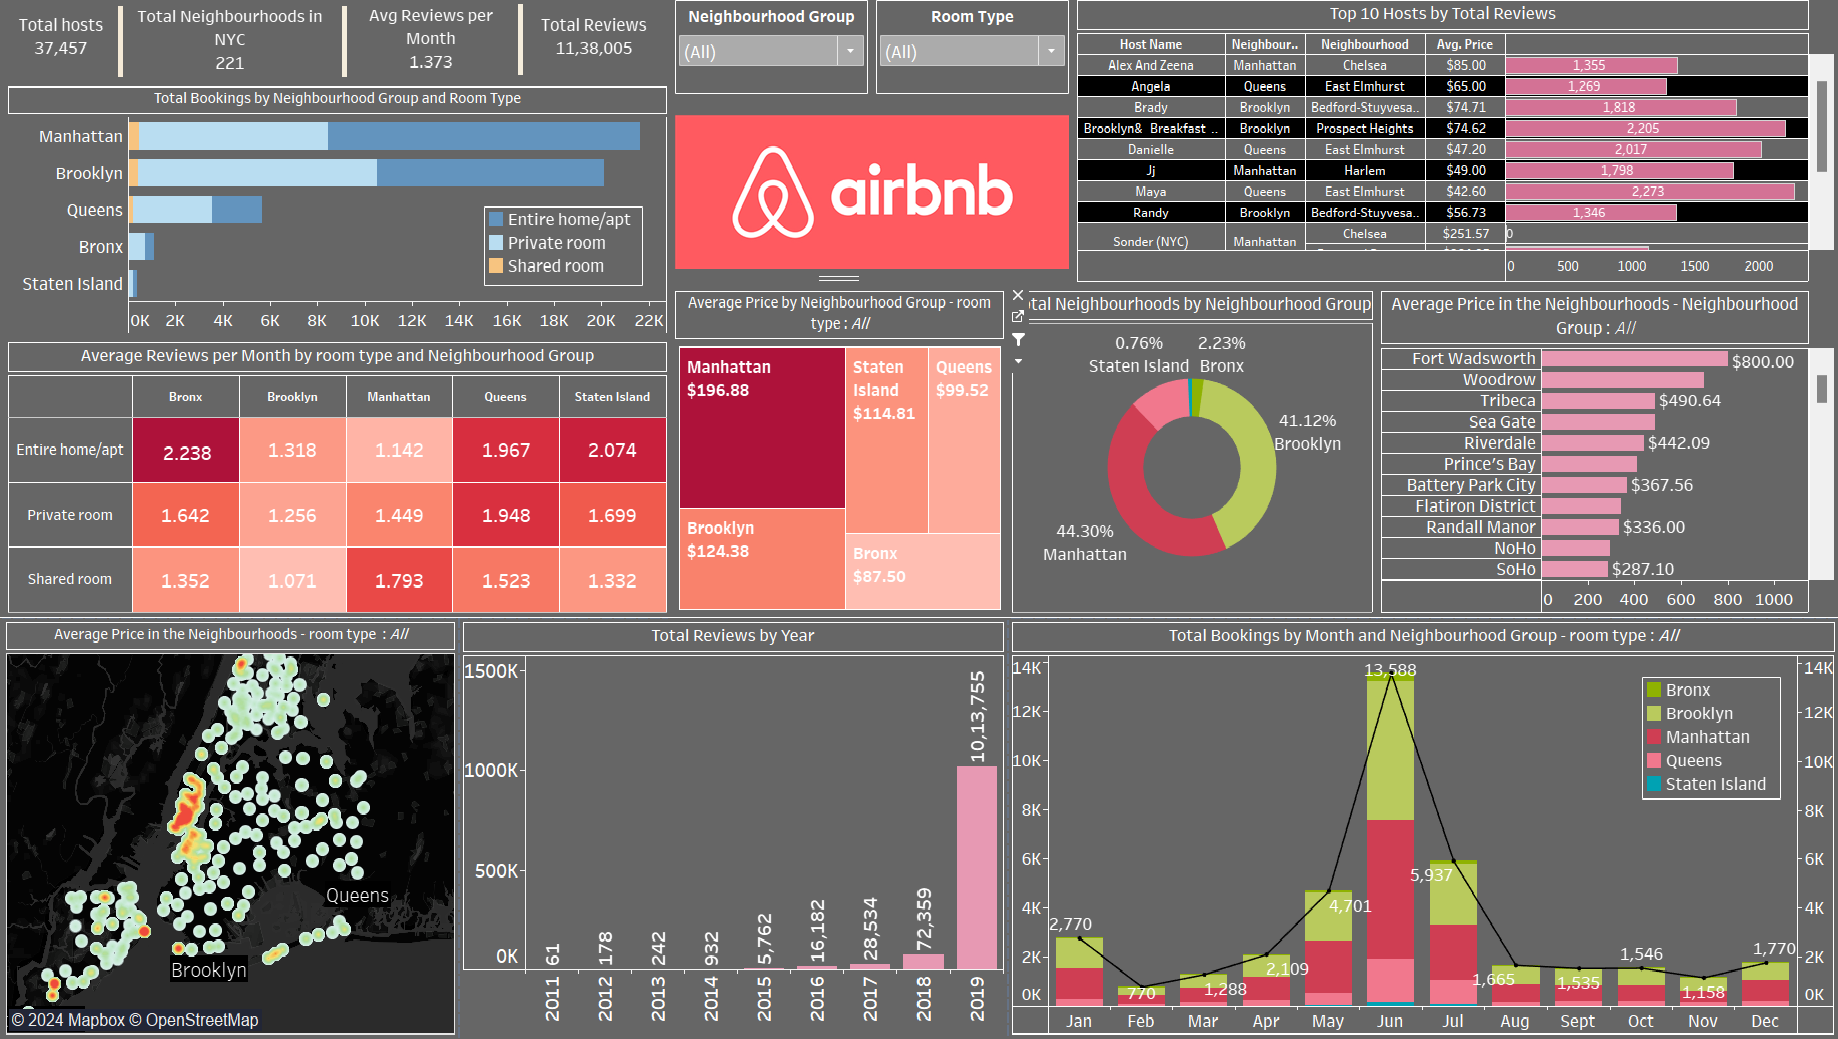 Total hosts
37,457
Total Neighbourhoods in
NYC
221
Avg Reviews per
Month
1.373
Total Reviews
11,38,005
Neighbourhood Group
(All)
Room Type
(All)
Total Bookings by Neighbourhood Group and Room Type
Manhattan
Brooklyn
Queens
Bronx
Staten Island
Entire home/apt
Private room
Shared room
0K 2K 4K 6K 8K 10K 12K 14K 16K 18K 20K 22K
airbnb
Top 10 Hosts by Total Reviews
Host Name Neighbour.. Neighbourhood Avg. Price
Alex And Zeena Manhattan Chelsea $85.00 1,355
Angela Queens East Elmhurst $65.00 1,269
Brady Brooklyn Bedford-Stuyvesa.. $74.71 1,818
Brooklyn& Breakfast .. Brooklyn Prospect Heights $74.62 2,205
Danielle Queens East Elmhurst $47.20 2,017
Jj Manhattan Harlem $49.00 1,798
Maya Queens East Elmhurst $42.60 2,273
Randy Brooklyn Bedford-Stuyvesa.. $56.73 1,346
Sonder (NYC) Manhattan Chelsea $251.57 0
0 500 1000 1500 2000
Average Reviews per Month by room type and Neighbourhood Group
Bronx Brooklyn Manhattan Queens Staten Island
Entire home/apt 2.238 1.318 1.142 1.967 2.074
Private room 1.642 1.256 1.449 1.948 1.699
Shared room 1.352 1.071 1.793 1.523 1.332
Average Price by Neighbourhood Group - room
type : All
Manhattan
$196.88
Staten
Island
$114.81
Queens
$99.52
Brooklyn
$124.38
Bronx
$87.50
tal Neighbourhoods by Neighbourhood Group
0.76%
Staten Island
2.23%
Bronx
41.12%
Brooklyn
44.30%
Manhattan
Average Price in the Neighbourhoods - Neighbourhood
Group : All
Fort Wadsworth $800.00
Woodrow
Tribeca $490.64
Sea Gate
Riverdale $442.09
Prince's Bay
Battery Park City $367.56
Flatiron District
Randall Manor $336.00
NoHo
SoHo $287.10
0 200 400 600 800 1000
Average Price in the Neighbourhoods - room type : All
Queens
Brooklyn
© 2024 Mapbox © OpenStreetMap
Total Reviews by Year
1500K
1000K
500K
0K
61
178
242
932
5,762
16,182
28,534
72,359
10,13,755
2011 2012 2013 2014 2015 2016 2017 2018 2019
Total Bookings by Month and Neighbourhood Group - room type : All
14K
12K
10K
8K
6K
4K
2K
0K
2,770
770
1,288
2,109
4,701
13,588
5,937
1,665
1,535
1,546
1,158
1,770
Bronx
Brooklyn
Manhattan
Queens
Staten Island
14K
12K
10K
8K
6K
4K
2K
0K
Jan Feb Mar Apr May Jun Jul Aug Sept Oct Nov Dec